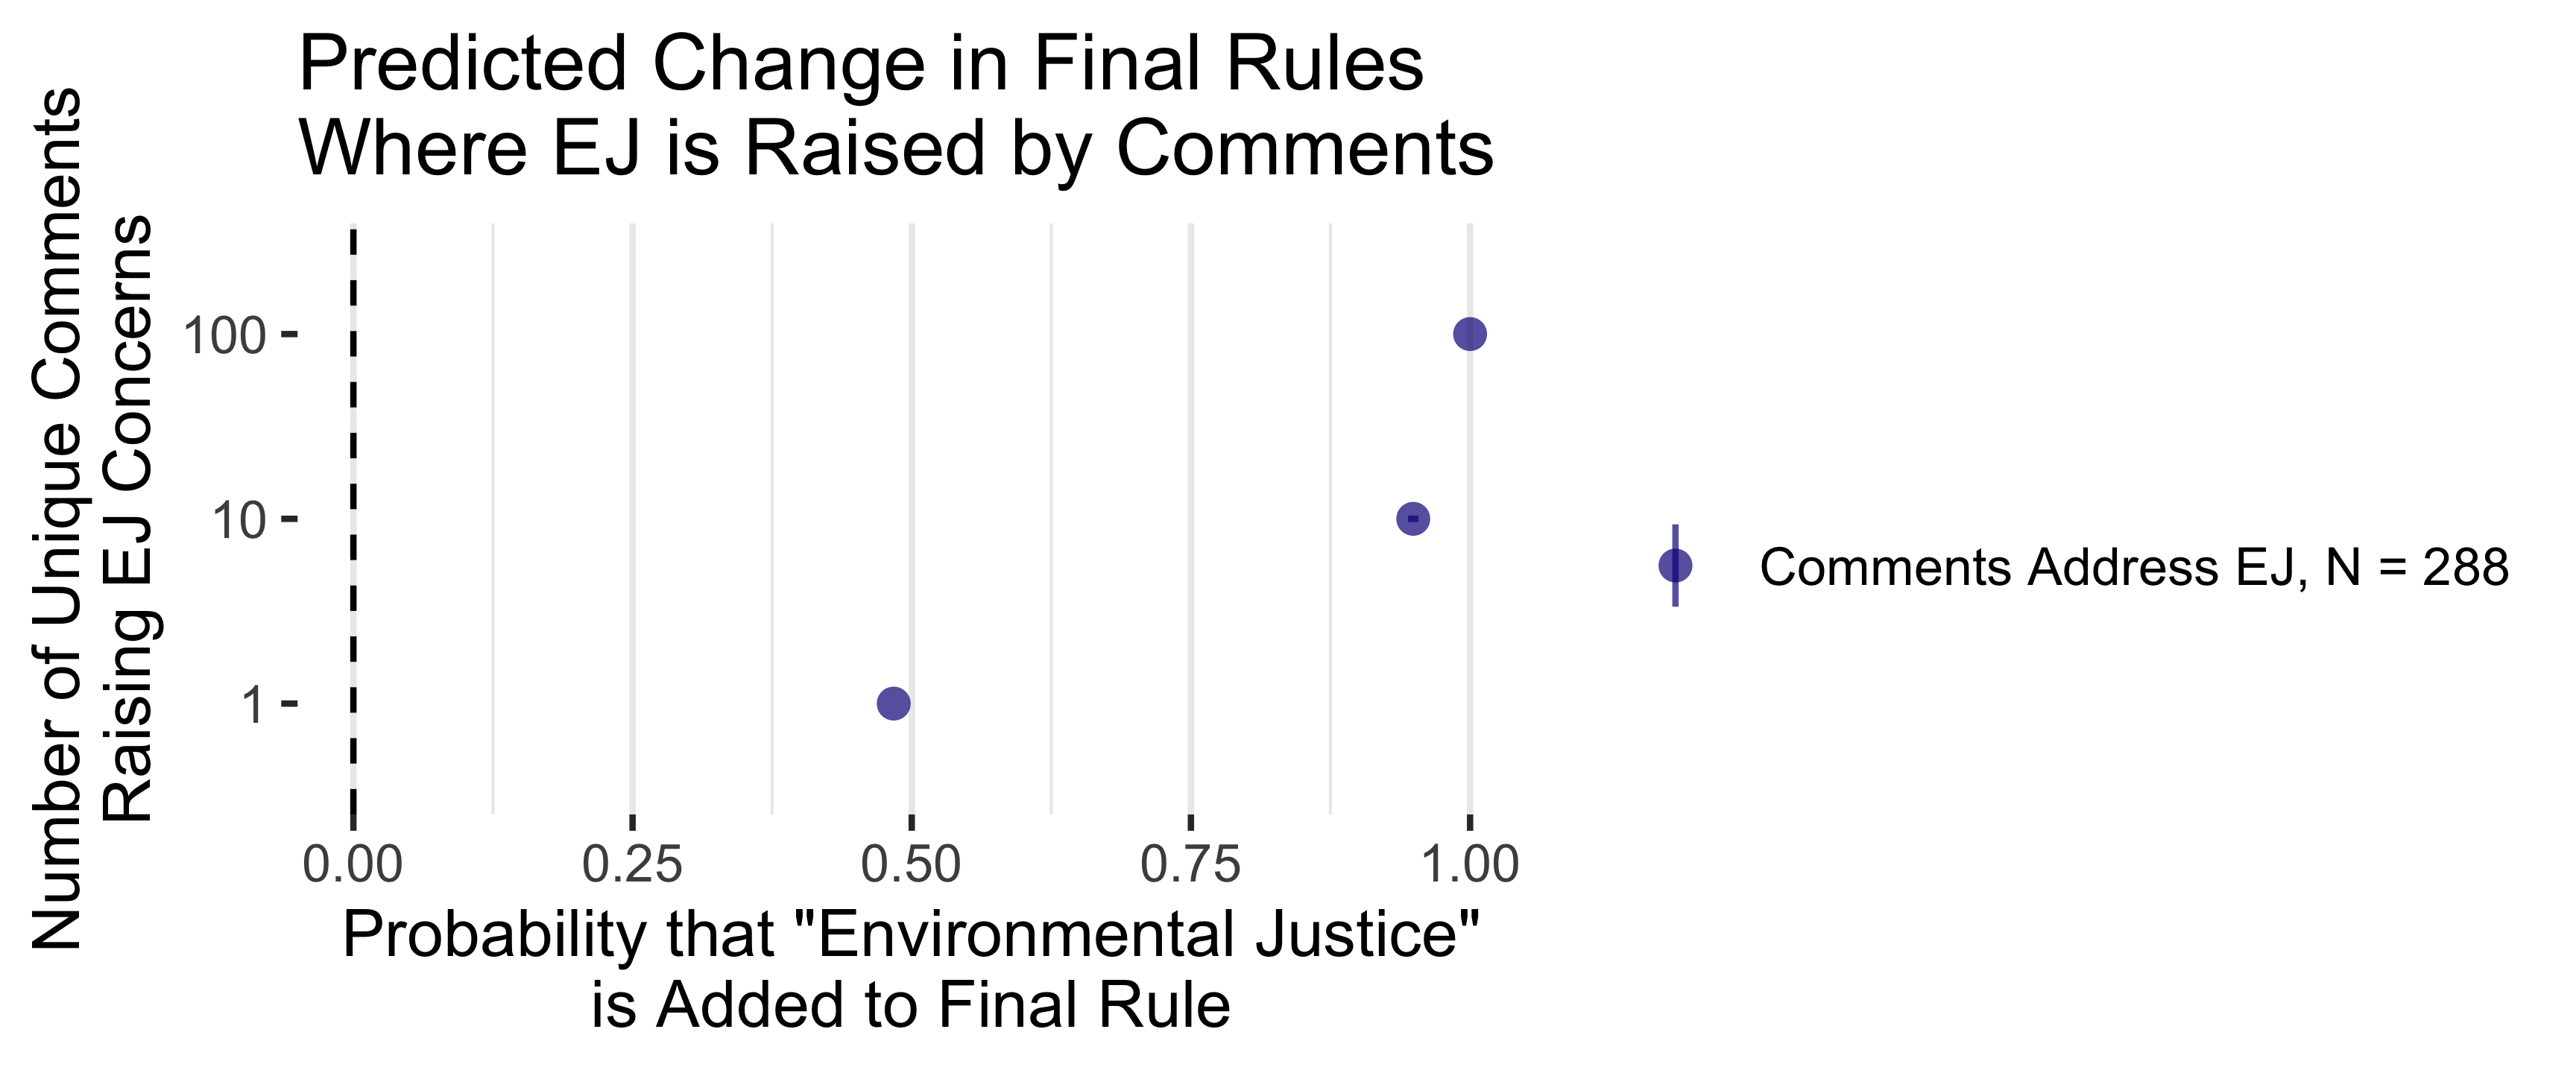 Predicted Change in Final Rules
Where EJ is Raised by Comments
Number of Unique Comments
Raising EJ Concerns
100
10
1
0.00 0.25 0.50 0.75 1.00
Probability that "Environmental Justice"
is Added to Final Rule
Comments Address EJ, N = 288